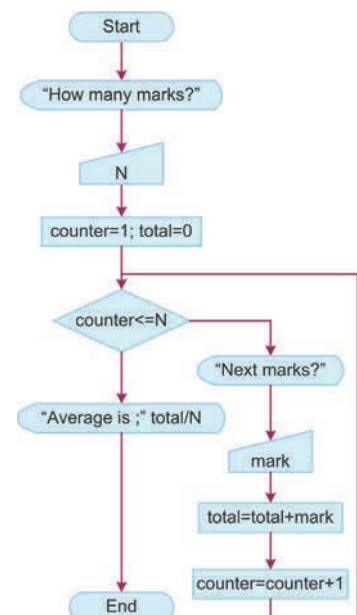 Start
“How many marks?”
N
counter=1; total=0
counter<=N
“Next marks?”
“Average is ;” total/N
mark
total=total+mark
counter=counter+1
End